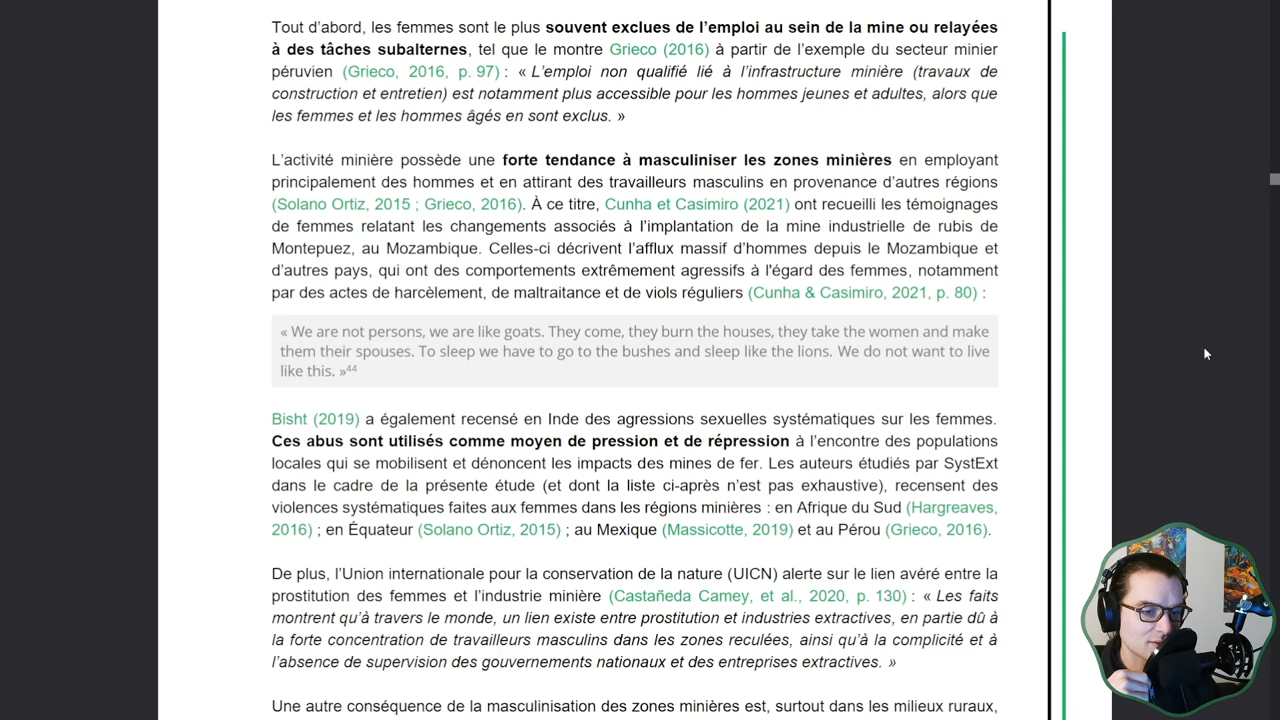 Tout d’abord, les femmes sont le plus souvent exclues de l’emploi au sein de la mine ou relayées
à des tâches subalternes, tel que le montre Grieco (2016) à partir de l’exemple du secteur minier
péruvien (Grieco, 2016, p. 97) : « L’emploi non qualifié lié à l’infrastructure minière (travaux de
construction et entretien) est notamment plus accessible pour les hommes jeunes et adultes, alors que
les femmes et les hommes âgés en sont exclus. »
L’activité minière possède une forte tendance à masculiniser les zones minières en employant
principalement des hommes et en attirant des travailleurs masculins en provenance d’autres régions
(Solano Ortiz, 2015 ; Grieco, 2016). À ce titre, Cunha et Casimiro (2021) ont recueilli les témoignages
de femmes relatant les changements associés à l’implantation de la mine industrielle de rubis de
Montepuez, au Mozambique. Celles-ci décrivent l’afflux massif d’hommes depuis le Mozambique et
d’autres pays, qui ont des comportements extrêmement agressifs à l'égard des femmes, notamment
par des actes de harcèlement, de maltraitance et de viols réguliers (Cunha & Casimiro, 2021, p. 80) :
« We are not persons, we are like goats. They come, they burn the houses, they take the women and make
them their spouses. To sleep we have to go to the bushes and sleep like the lions. We do not want to live
like this. »44
Bisht (2019) a également recensé en Inde des agressions sexuelles systématiques sur les femmes.
Ces abus sont utilisés comme moyen de pression et de répression à l’encontre des populations
locales qui se mobilisent et dénoncent les impacts des mines de fer. Les auteurs étudiés par SystExt
dans le cadre de la présente étude (et dont la liste ci-après n’est pas exhaustive), recensent des
violences systématiques faites aux femmes dans les régions minières : en Afrique du Sud (Hargreaves,
2016) ; en Équateur (Solano Ortiz, 2015) ; au Mexique (Massicotte, 2019) et au Pérou (Grieco, 2016).
De plus, l’Union internationale pour la conservation de la nature (UICN) alerte sur le lien avéré entre la
prostitution des femmes et l’industrie minière (Castañeda Camey, et al., 2020, p. 130) : « Les faits
montrent qu’à travers le monde, un lien existe entre prostitution et industries extractives, en partie dû à
la forte concentration de travailleurs masculins dans les zones reculées, ainsi qu’à la complicité et à
l’absence de supervision des gouvernements nationaux et des entreprises extractives. »
Une autre conséquence de la masculinisation des zones minières est, surtout dans les milieux ruraux,